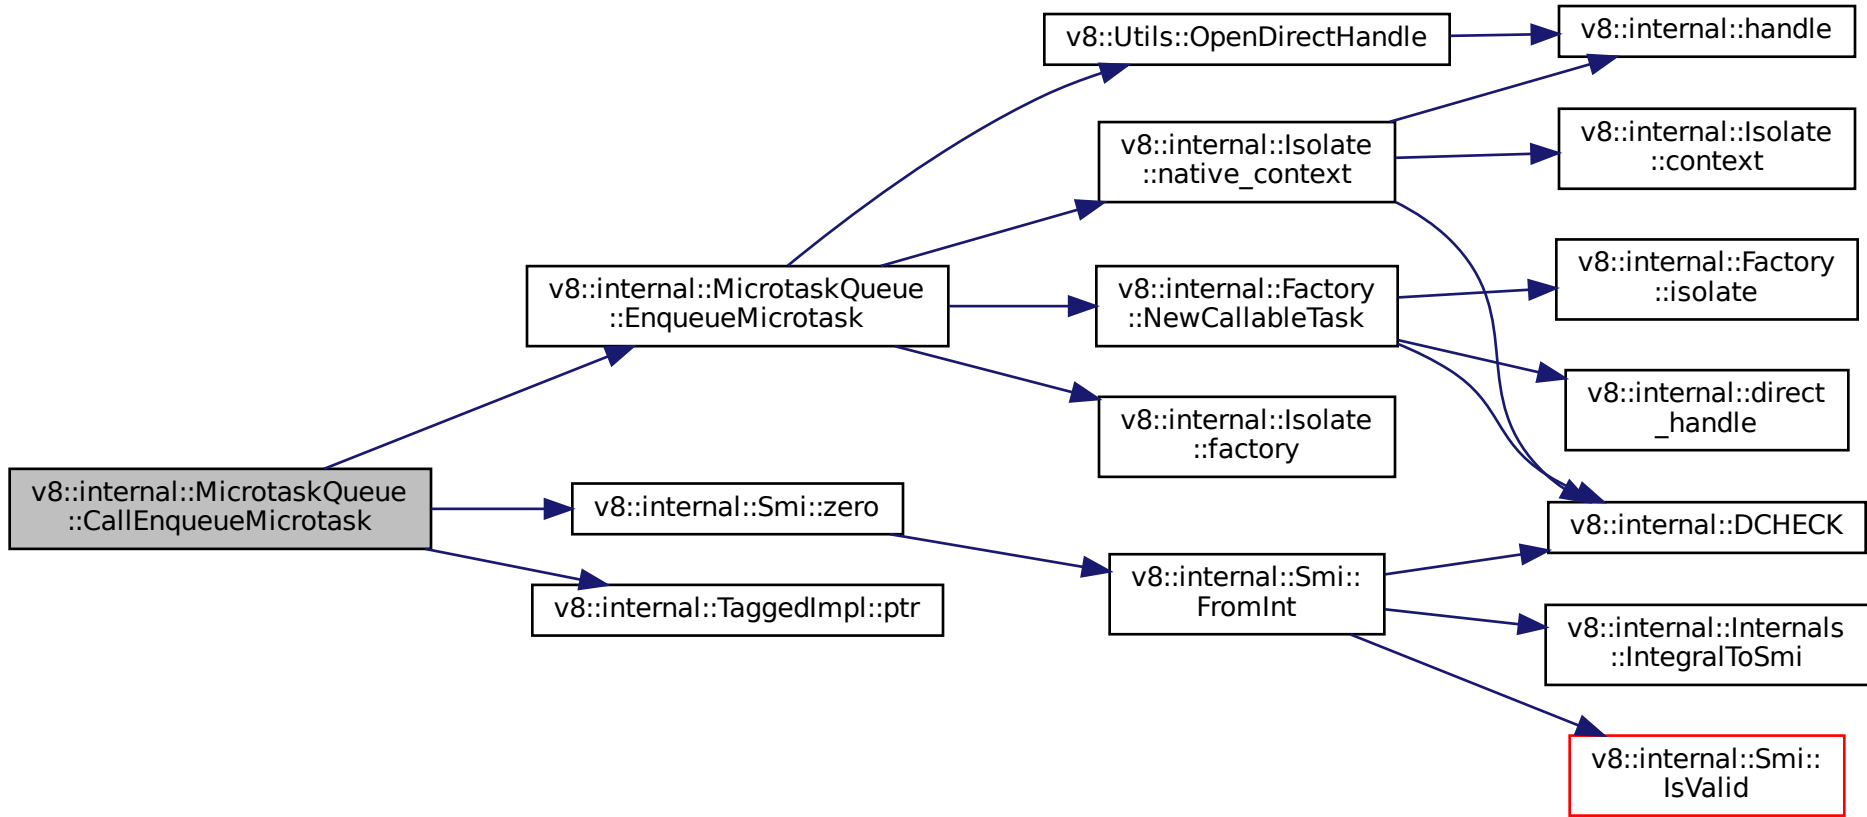 v8::internal::MicrotaskQueue
::CallEnqueueMicrotask
v8::internal::MicrotaskQueue
::EnqueueMicrotask
v8::internal::Smi::zero
v8::internal::TaggedImpl::ptr
v8::Utils::OpenDirectHandle
v8::internal::Isolate
::native_context
v8::internal::Factory
::NewCallableTask
v8::internal::Isolate
::factory
v8::internal::Smi::
FromInt
v8::internal::handle
v8::internal::Isolate
::context
v8::internal::Factory
::isolate
v8::internal::direct
_handle
v8::internal::DCHECK
v8::internal::Internals
::IntegralToSmi
v8::internal::Smi::
IsValid